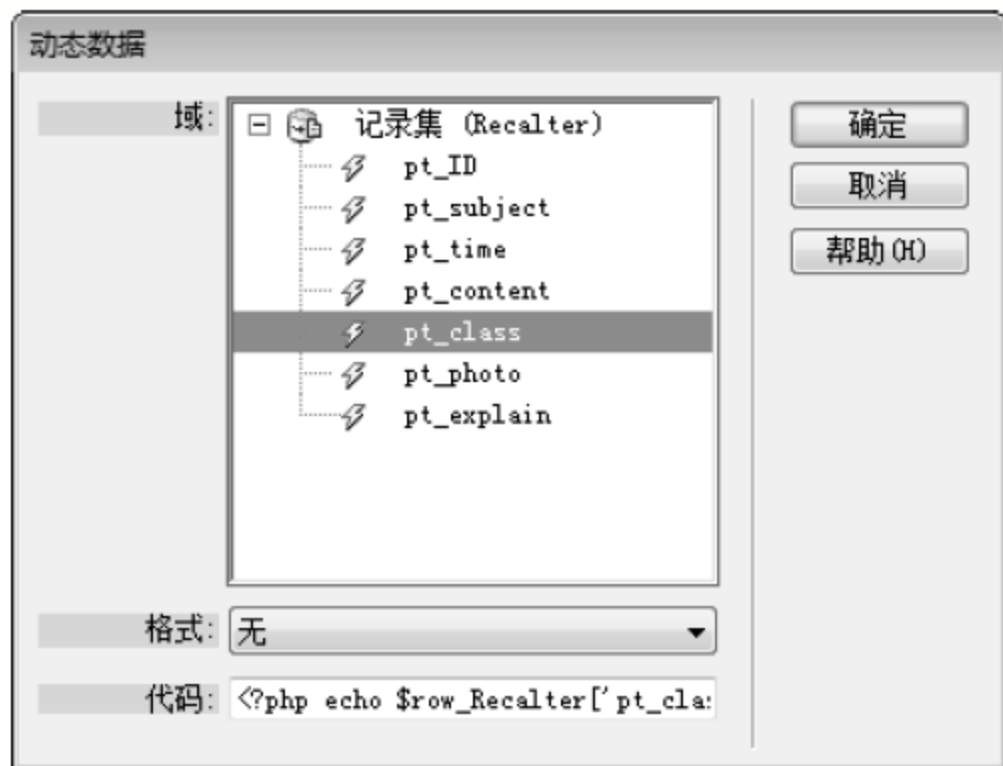 动态数据
域:
记录集 (Recalter)
pt_ID
pt_subject
pt_time
pt_content
pt_class
pt_photo
pt_explain
确定
取消
帮助(H)
格式: 无
代码: <?php echo $row_Recalter['pt_cla: